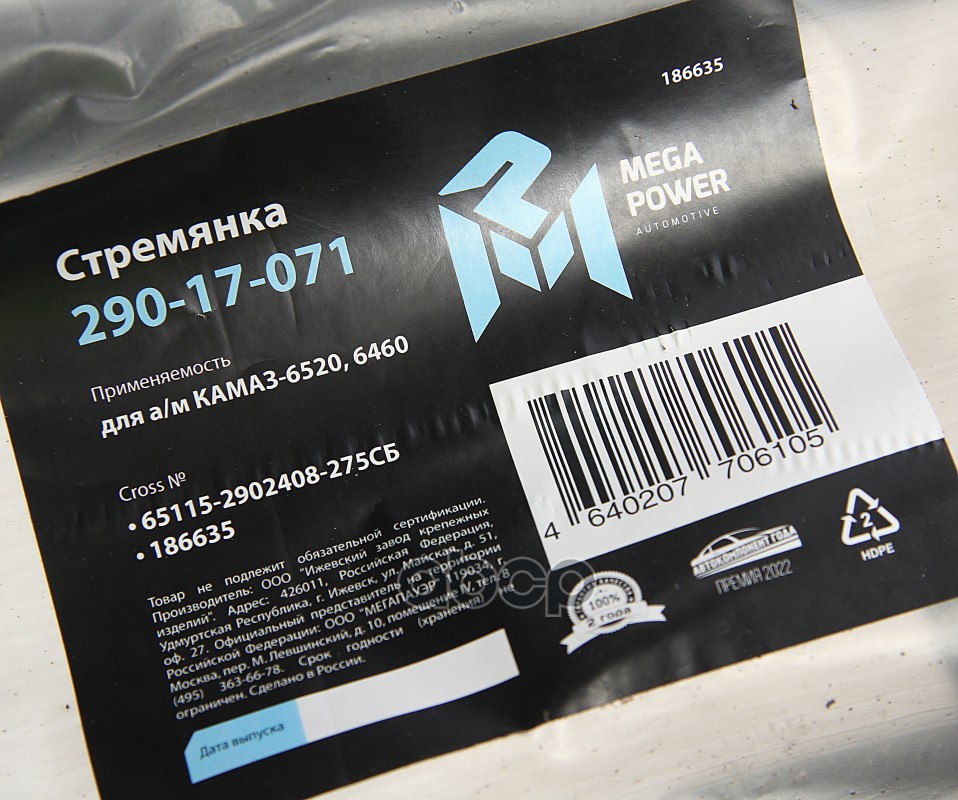 186635
MEGA
POWER
AUTOMOTIVE
Стремянка
290-17-071
Применяемость
для а/м КАМАЗ-6520, 6460
Cross №
• 65115-2902408-275СБ
• 186635
Товар не подлежит обязательной сертификации.
Производитель: ООО "Ижевский завод крепежных
изделий". Адрес: 426011, Российская Федерация,
Удмуртская Республика, г. Ижевск, ул. Майская, д. 51,
оф. 27. Официальный представитель на территории
Российской Федерации: ООО "МЕГАПАУЭР" 119034, г.
Москва, пер. М. Левшинский, д. 10, помещение N, тел. 8
(495) 363-66-78. Срок годности (хранения) не
ограничен. Сделано в России.
Дата выпуска
4 640207 706105
100%
2 года
АВТОКОМПОНЕНТ ГОДА
ПРЕМИЯ 2022
2
HDPE